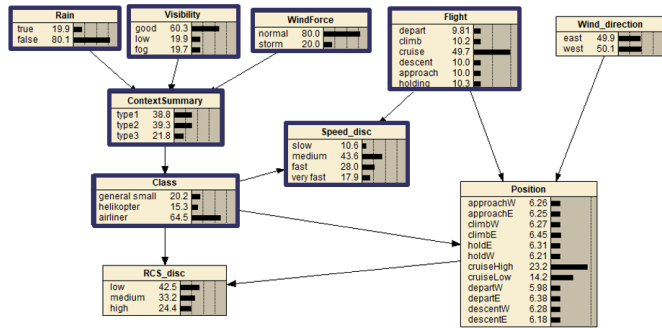 Rain
true 19.9
false 80.1
Visibility
good 60.3
low 19.9
fog 19.7
WindForce
normal 80.0
storm 20.0
Flight
depart 9.81
climb 10.2
cruise 49.7
descent 10.0
approach 10.0
holding 10.3
Wind_direction
east 49.9
west 50.1
ContextSummary
type1 38.8
type2 39.3
type3 21.8
Speed_disc
slow 10.6
medium 43.6
fast 28.0
very fast 17.9
Class
general small 20.2
helikopter 15.3
airliner 64.5
Position
approachW 6.26
approachE 6.25
climbW 6.27
climbE 6.45
holdE 6.31
holdW 6.21
cruiseHigh 23.2
cruiseLow 14.2
departW 5.98
departE 6.38
descentW 6.28
descentE 6.18
RCS_disc
low 42.5
medium 33.2
high 24.4